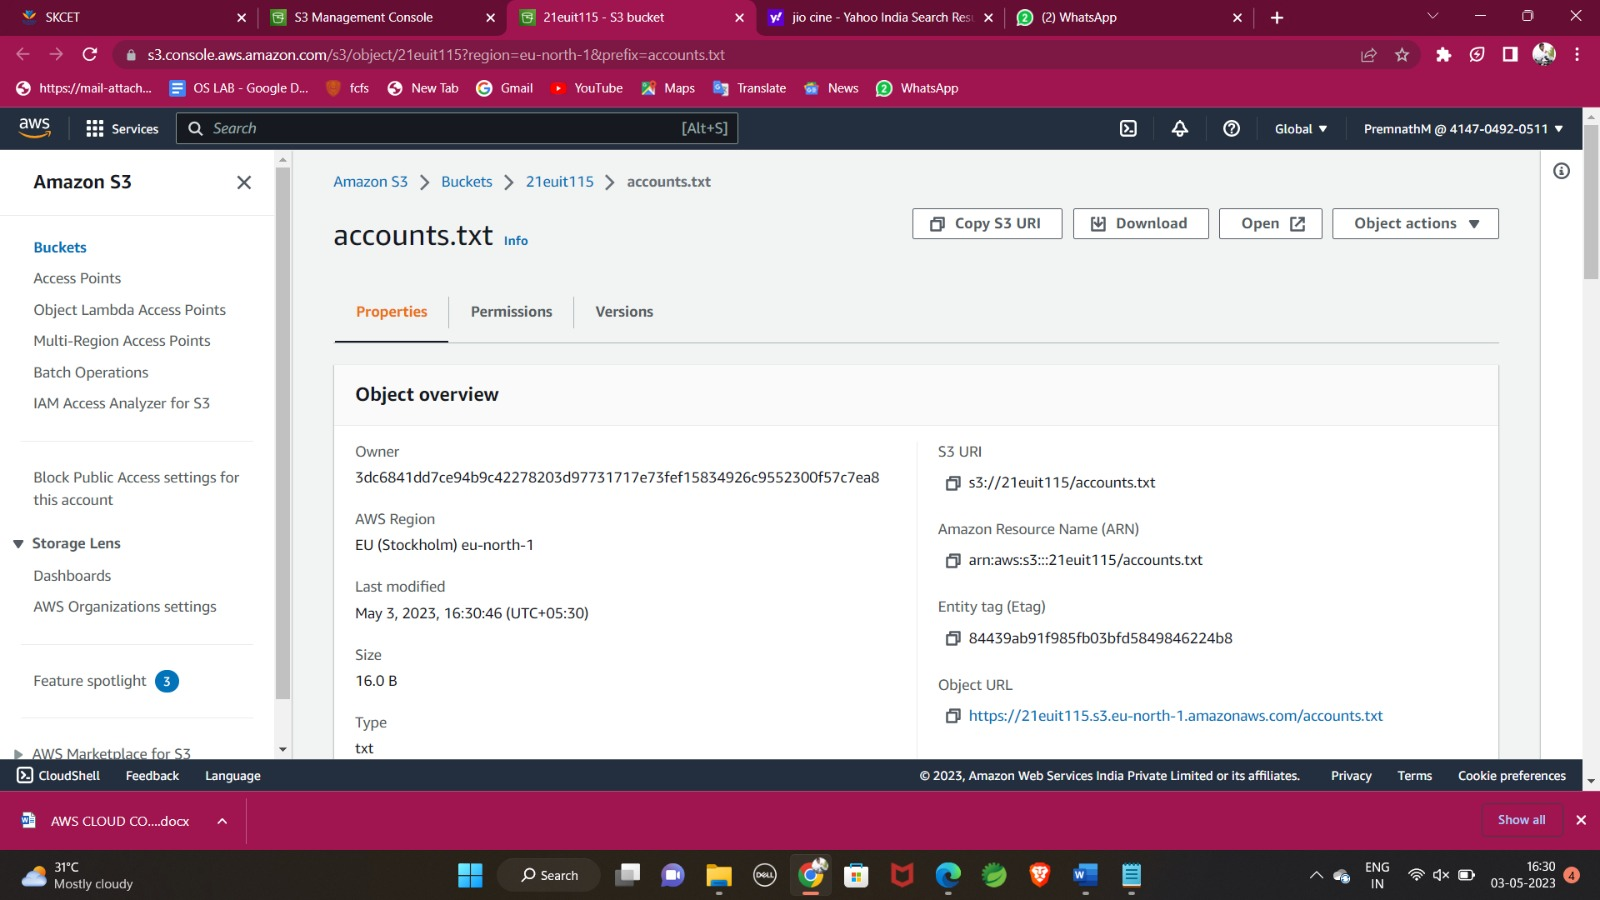 SKCET
S3 Management Console
21euit115 - S3 bucket
jio cine - Yahoo India Search Resu
(2) WhatsApp
s3.console.aws.amazon.com/s3/object/21euit115?region=eu-north-1&prefix=accounts.txt
https://mail-attach...
OS LAB - Google D...
fcfs
New Tab
Gmail
YouTube
Maps
Translate
News
WhatsApp
aws
Services
Search
[Alt+S]
Global
PremnathM @ 4147-0492-0511
Amazon S3
Buckets
Access Points
Object Lambda Access Points
Multi-Region Access Points
Batch Operations
IAM Access Analyzer for S3
Block Public Access settings for
this account
Storage Lens
Dashboards
AWS Organizations settings
Feature spotlight 3
AWS Marketplace for S3
Amazon S3 > Buckets > 21euit115 > accounts.txt
accounts.txt Info
Copy S3 URI
Download
Open
Object actions
Properties
Permissions
Versions
Object overview
Owner
3dc6841dd7ce94b9c42278203d97731717e73fef15834926c9552300f57c7ea8
AWS Region
EU (Stockholm) eu-north-1
Last modified
May 3, 2023, 16:30:46 (UTC+05:30)
Size
16.0 B
Type
txt
S3 URI
s3://21euit115/accounts.txt
Amazon Resource Name (ARN)
arn:aws:s3:::21euit115/accounts.txt
Entity tag (Etag)
84439ab91f985fb03bfd5849846224b8
Object URL
https://21euit115.s3.eu-north-1.amazonaws.com/accounts.txt
CloudShell
Feedback
Language
© 2023, Amazon Web Services India Private Limited or its affiliates.
Privacy
Terms
Cookie preferences
AWS CLOUD CO....docx
Show all
31°C
Mostly cloudy
Search
DELL
ENG
IN
16:30
03-05-2023
4